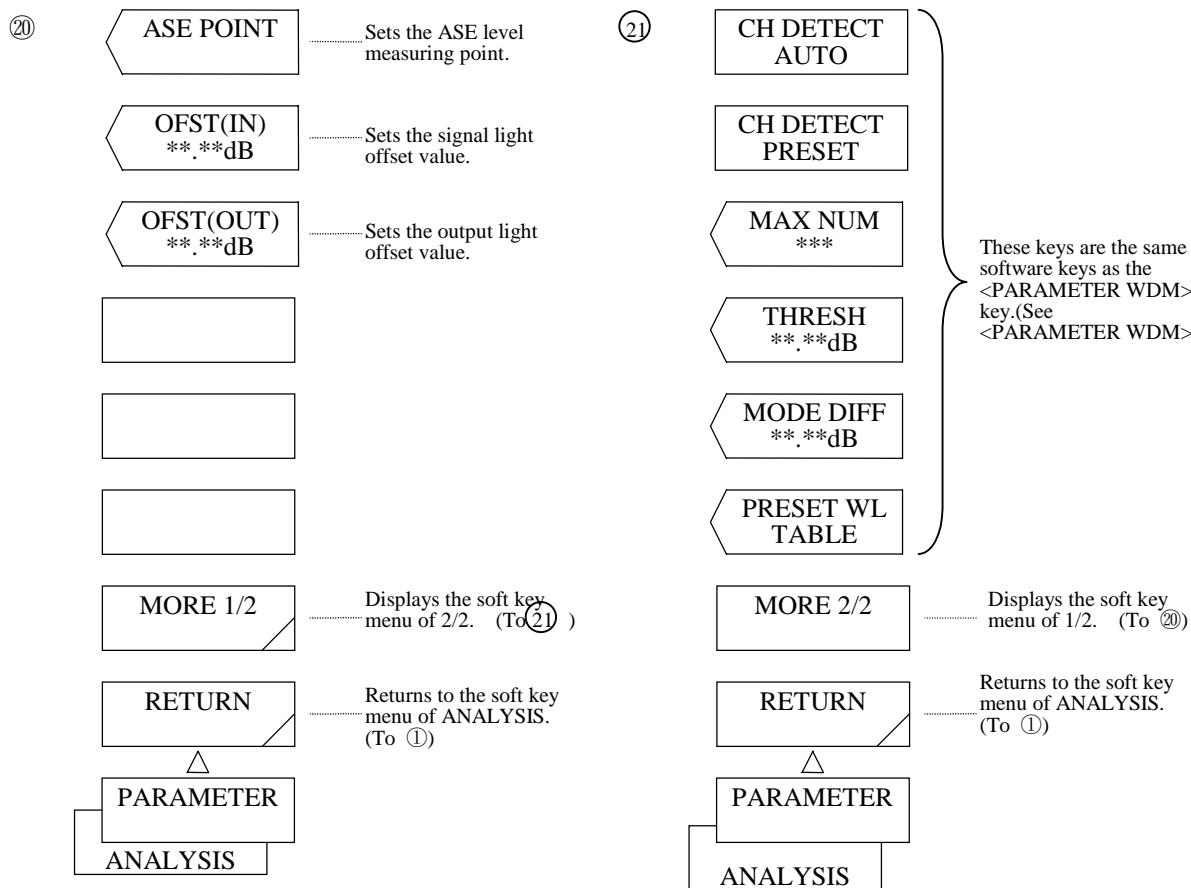 ⑳
ASE POINT
Sets the ASE level
measuring point.
OFST(IN)
**.**dB
Sets the signal light
offset value.
OFST(OUT)
**.**dB
Sets the output light
offset value.
MORE 1/2
Displays the soft key
menu of 2/2. (To ㉑ )
RETURN
Returns to the soft key
menu of ANALYSIS.
(To ①)
PARAMETER
ANALYSIS
㉑
CH DETECT
AUTO
CH DETECT
PRESET
MAX NUM
***
THRESH
**.**dB
MODE DIFF
**.**dB
PRESET WL
TABLE
These keys are the same
software keys as the
<PARAMETER WDM>
key.(See
<PARAMETER WDM>
MORE 2/2
Displays the soft key
menu of 1/2. (To ⑳)
RETURN
Returns to the soft key
menu of ANALYSIS.
(To ①)
PARAMETER
ANALYSIS